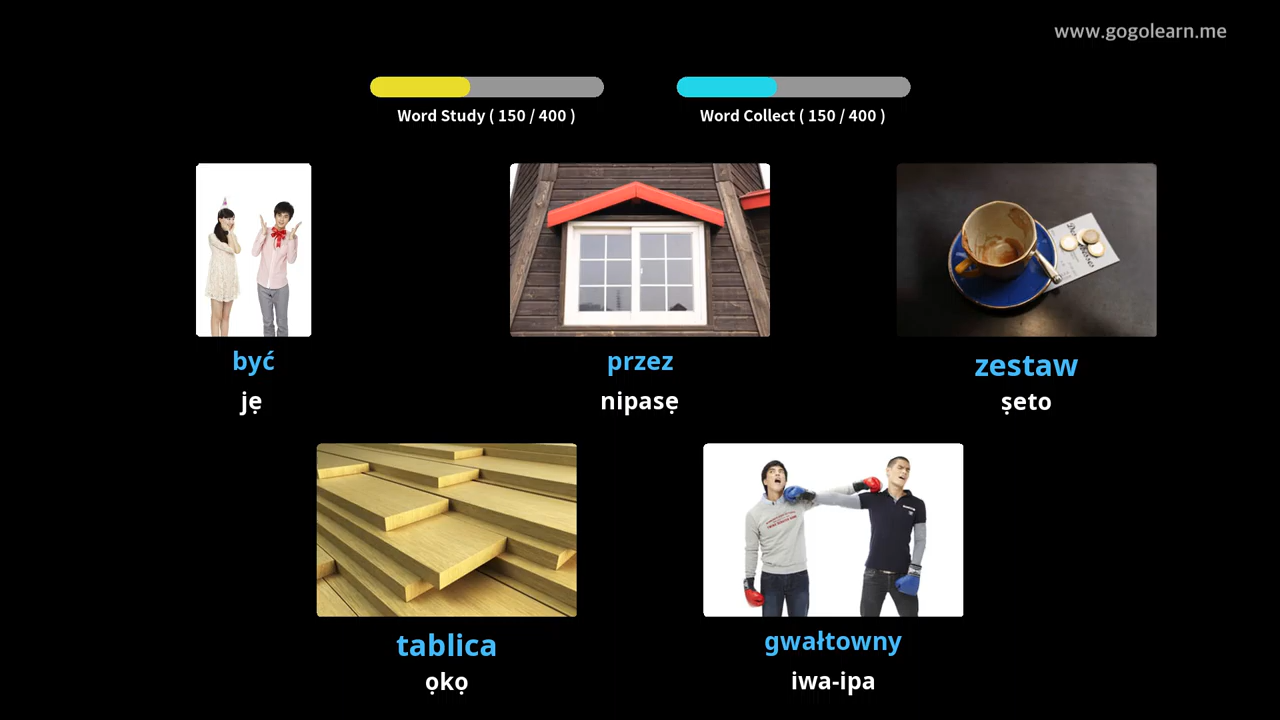 www.gogolearn.me
Word Study ( 150 / 400 )
Word Collect ( 150 / 400 )
być
przez
zestaw
ję
nipasẹ
ṣeto
tablica
gwałtowny
ọkọ
iwa-ipa